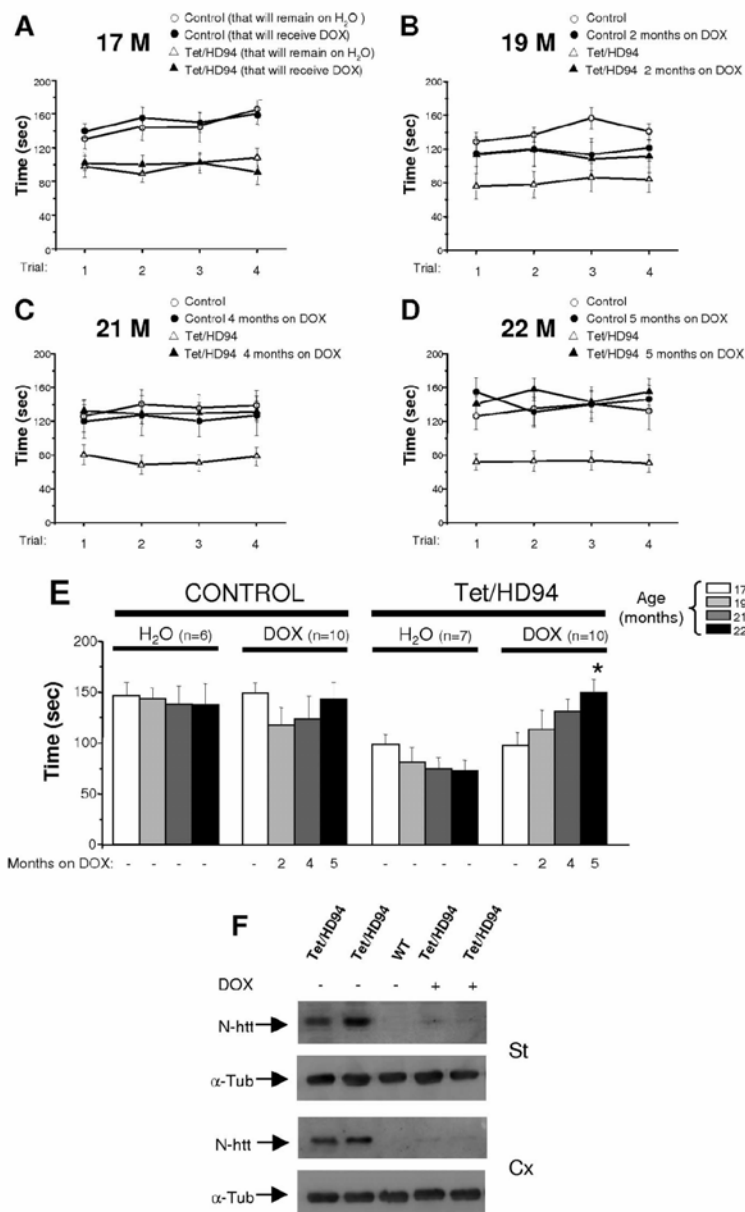 A
17 M
Control (that will remain on H2O )
Control (that will receive DOX)
Tet/HD94 (that will remain on H2O)
Tet/HD94 (that will receive DOX)
Time (sec)
200
160
120
80
40
0
Trial: 1 2 3 4
B
19 M
Control
Control 2 months on DOX
Tet/HD94
Tet/HD94 2 months on DOX
Time (sec)
200
160
120
80
40
0
Trial: 1 2 3 4
C
21 M
Control
Control 4 months on DOX
Tet/HD94
Tet/HD94 4 months on DOX
Time (sec)
200
160
120
80
40
0
Trial: 1 2 3 4
D
22 M
Control
Control 5 months on DOX
Tet/HD94
Tet/HD94 5 months on DOX
Time (sec)
200
160
120
80
40
0
Trial: 1 2 3 4
E
CONTROL Tet/HD94
Age (months)
17
19
21
22
H2O (n=6) DOX (n=10) H2O (n=7) DOX (n=10)
*
Time (sec)
200
150
100
50
0
Months on DOX: - - - - - 2 4 5 - - - - - 2 4 5
F
Tet/HD94 Tet/HD94 WT Tet/HD94 Tet/HD94
DOX - - - + +
N-htt
St
α-Tub
N-htt
Cx
α-Tub